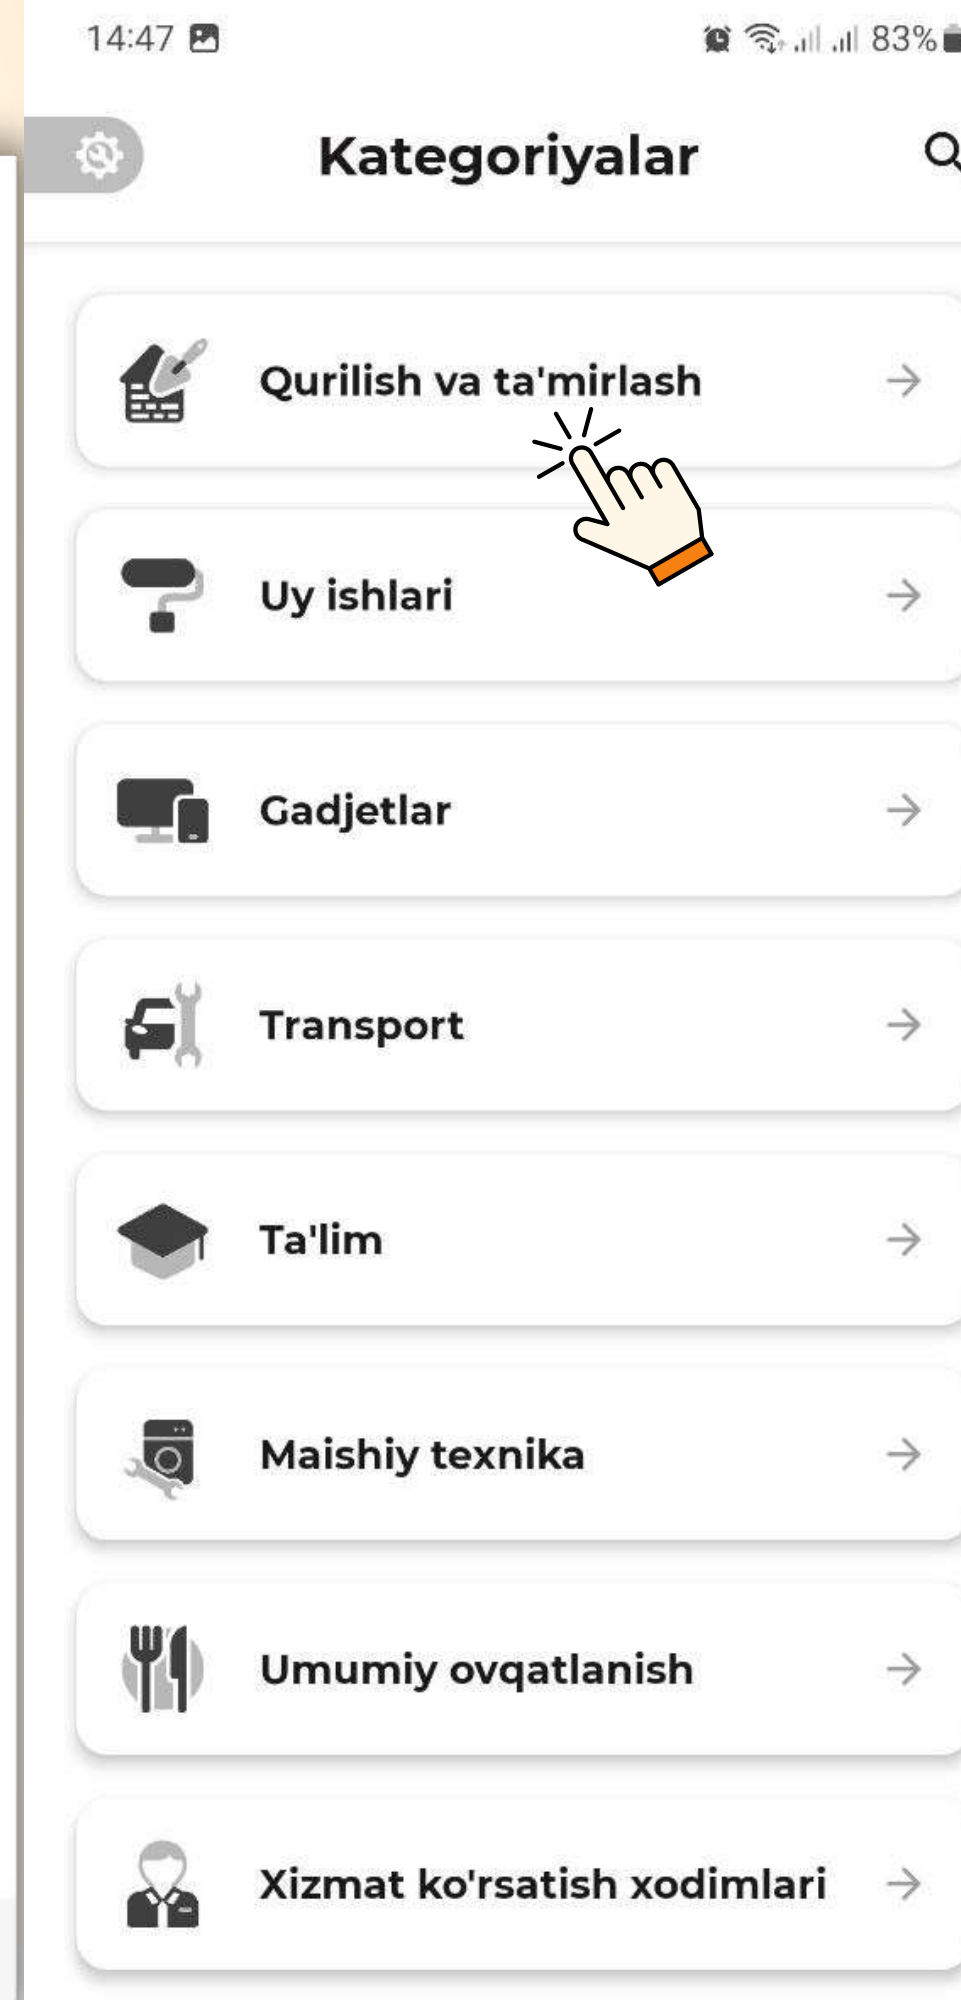 14:47 83%
Kategoriyalar
Qurilish va ta'mirlash
Uy ishlari
Gadjetlar
Transport
Ta'lim
Maishiy texnika
Umumiy ovqatlanish
Xizmat ko'rsatish xodimlari